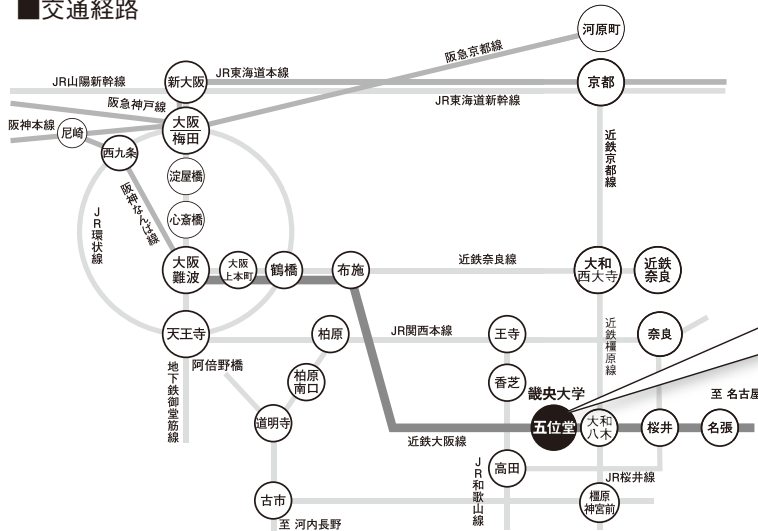 ■交通経路
河原町
阪急京都線
JR山陽新幹線
新大阪
JR東海道本線
京都
JR東海道新幹線
阪急神戸線
阪神本線
尼崎
大阪
梅田
西九条
淀屋橋
近鉄京都線
阪神なんば線
心斎橋
JR環状線
大阪
難波
大阪
上本町
鶴橋
布施
近鉄奈良線
大和
西大寺
近鉄
奈良
天王寺
柏原
JR関西本線
王寺
近鉄橿原線
奈良
地下鉄御堂筋線
阿倍野橋
柏原
南口
香芝
畿央大学
至 名古屋
道明寺
近鉄大阪線
五位堂
大和
八木
桜井
名張
JR和歌山線
高田
JR桜井線
古市
橿原
神宮前
至 河内長野